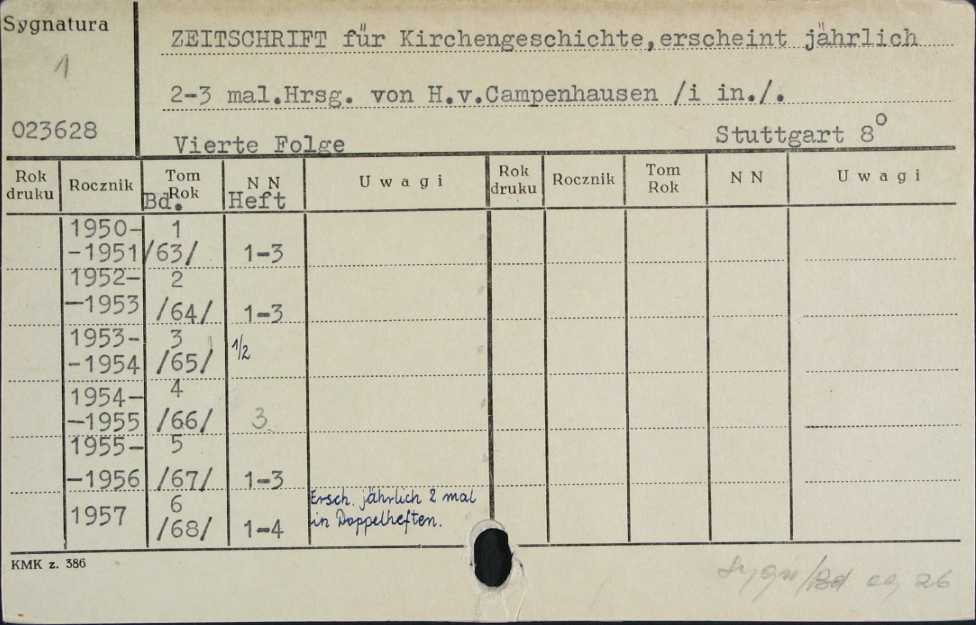 Sygnatura
1
023628
ZEITSCHRIFT für Kirchengeschichte,erscheint jährlich
2-3 mal.Hrsg. von H.v.Campenhausen /i in./.
Vierte Folge Stuttgart 8°
Rok druku Rocznik Tom Rok Bd. N N Heft Uwagi Rok druku Rocznik Tom Rok N N Uwagi
1950- 1
-1951 /63/ 1-3
1952- 2
-1953 /64/ 1-3
1953- 3 1/2
-1954 /65/
1954- 4
-1955 /66/ 3
1955- 5
-1956 /67/ 1-3
1957 6 Ersch. jährlich 2 mal
/68/ 1-4 in Doppelheften.
KMK z. 386